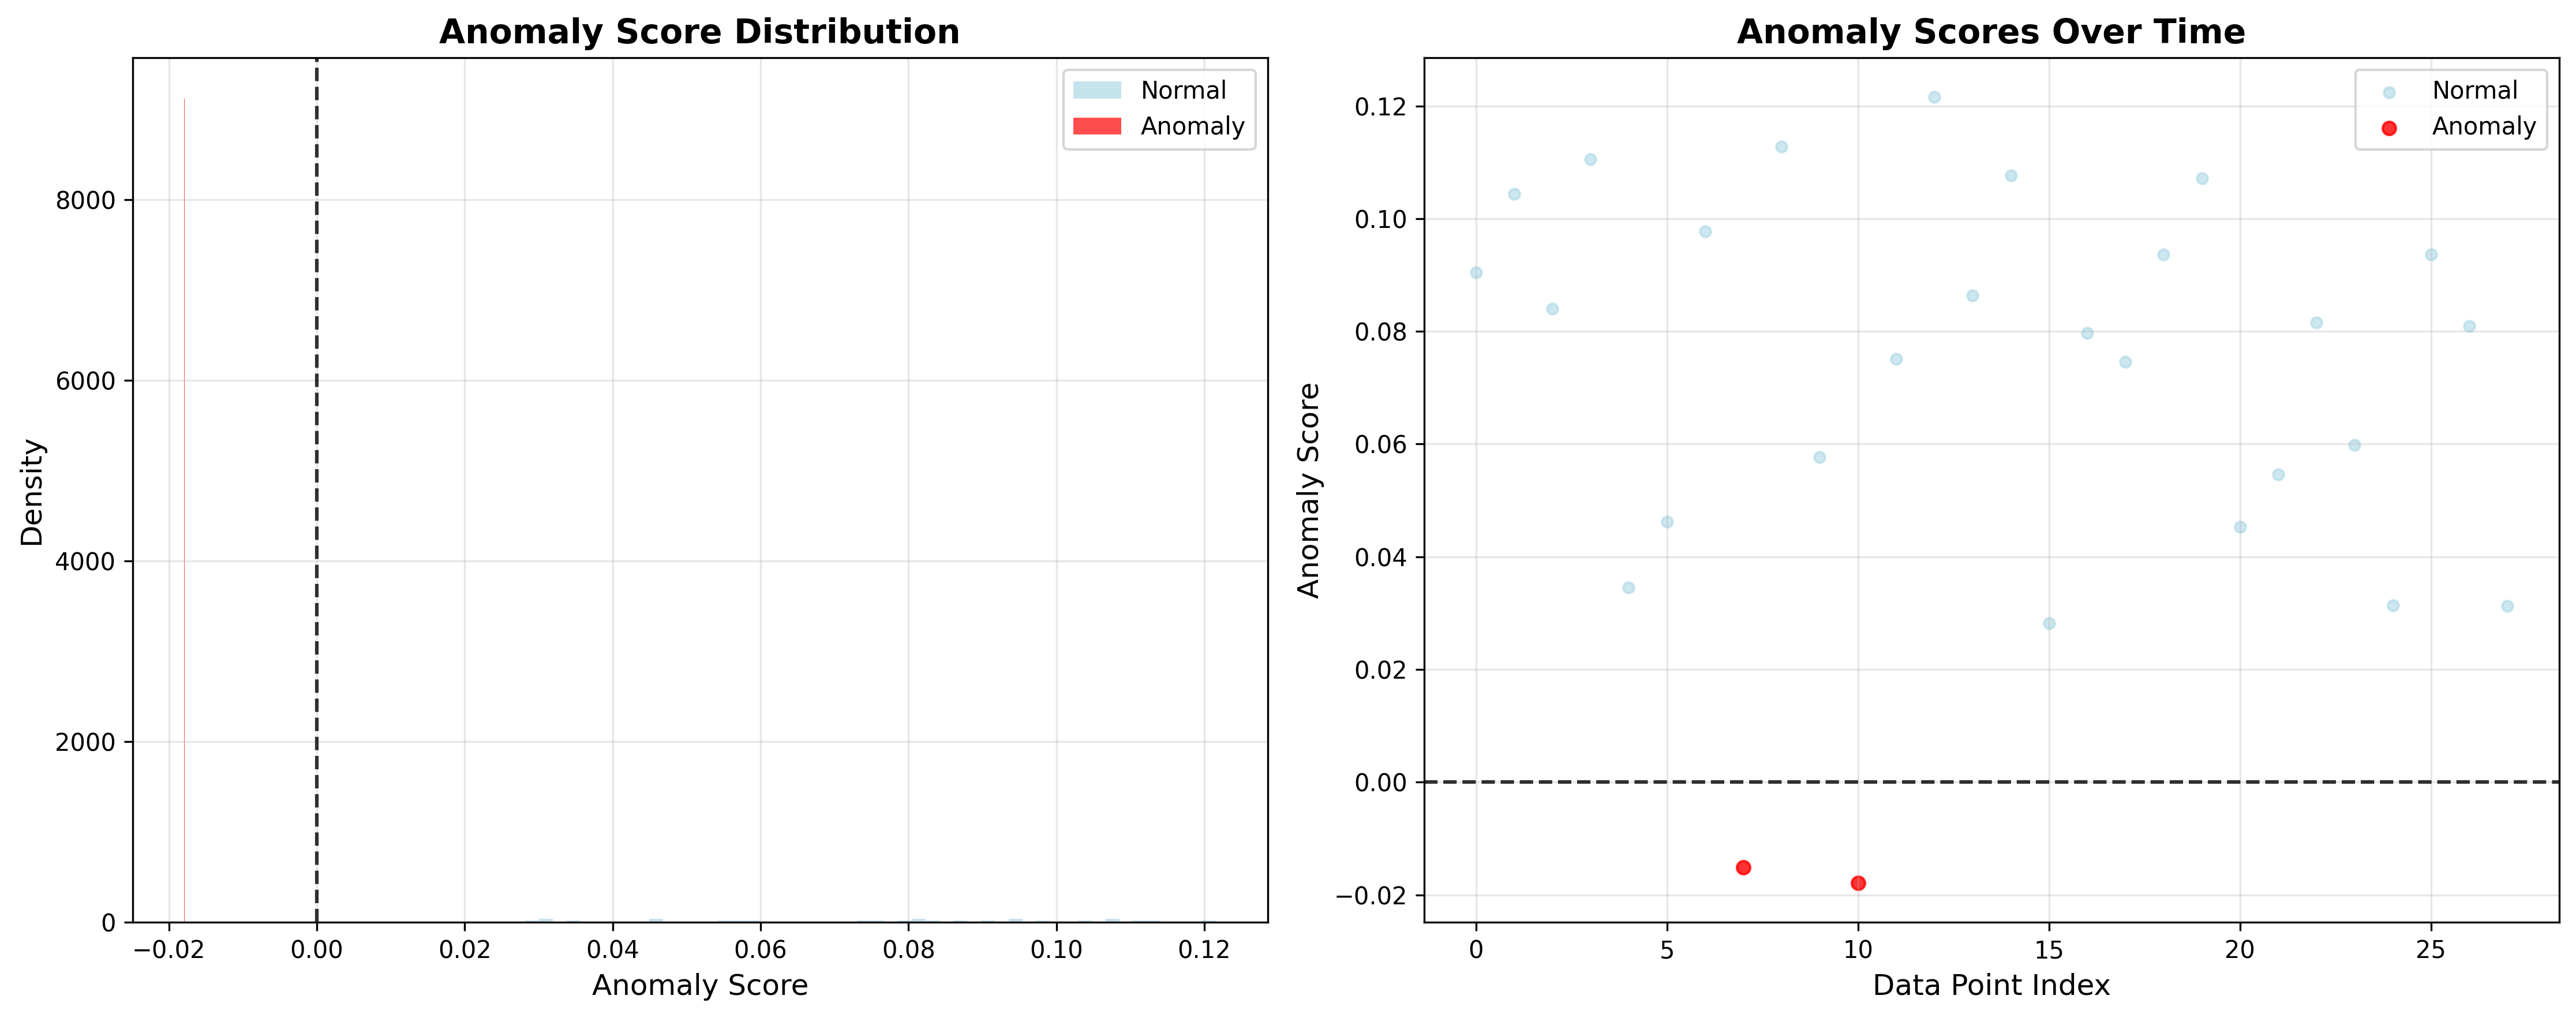 Anomaly Score Distribution
Normal
Anomaly
Density
8000
6000
4000
2000
0
−0.02 0.00 0.02 0.04 0.06 0.08 0.10 0.12
Anomaly Score
Anomaly Scores Over Time
Normal
Anomaly
Anomaly Score
0.12
0.10
0.08
0.06
0.04
0.02
0.00
−0.02
0 5 10 15 20 25
Data Point Index